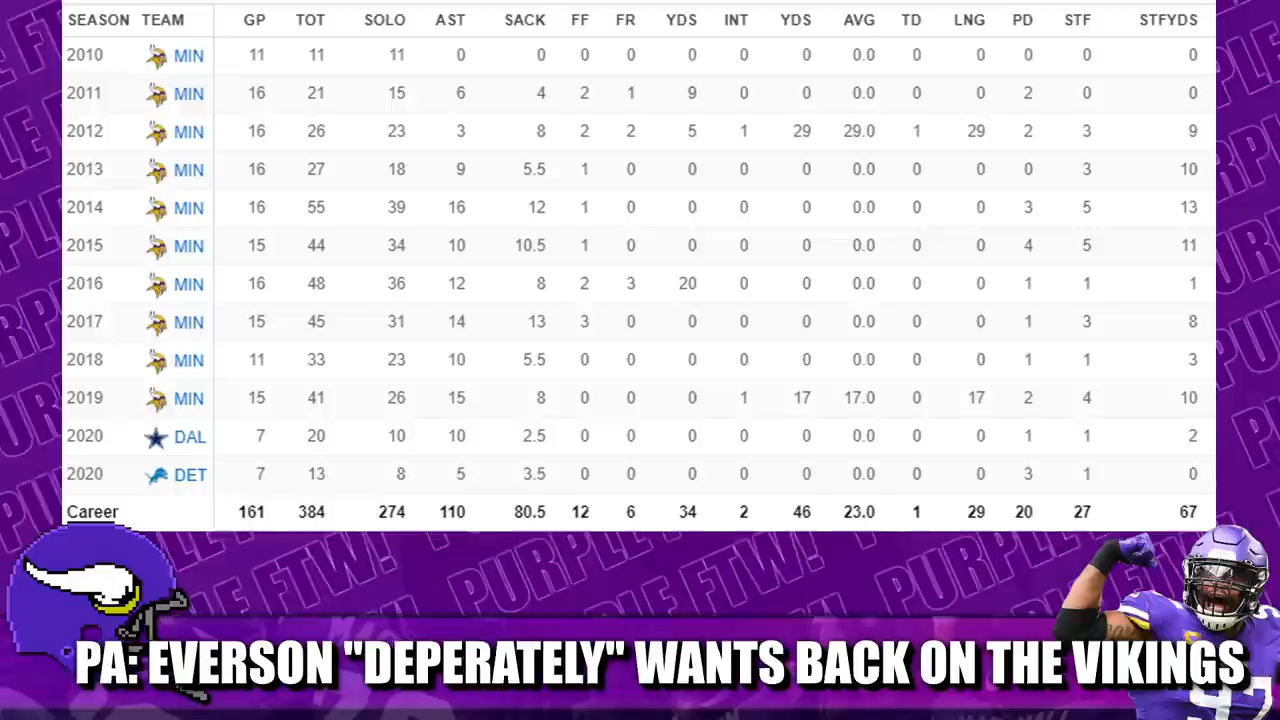 SEASON TEAM GP TOT SOLO AST SACK FF FR YDS INT YDS AVG TD LNG PD STF STFYDS
2010 MIN 11 11 11 0 0 0 0 0 0 0 0.0 0 0 0 0 0
2011 MIN 16 21 15 6 4 2 1 9 0 0 0.0 0 0 2 0 0
2012 MIN 16 26 23 3 8 2 2 5 1 29 29.0 1 29 2 3 9
2013 MIN 16 27 18 9 5.5 1 0 0 0 0 0.0 0 0 0 3 10
2014 MIN 16 55 39 16 12 1 0 0 0 0 0.0 0 0 3 5 13
2015 MIN 15 44 34 10 10.5 1 0 0 0 0 0.0 0 0 4 5 11
2016 MIN 16 48 36 12 8 2 3 20 0 0 0.0 0 0 1 1 1
2017 MIN 15 45 31 14 13 3 0 0 0 0 0.0 0 0 1 3 8
2018 MIN 11 33 23 10 5.5 0 0 0 0 0 0.0 0 0 1 1 3
2019 MIN 15 41 26 15 8 0 0 0 1 17 17.0 0 17 2 4 10
2020 DAL 7 20 10 10 2.5 0 0 0 0 0 0.0 0 0 1 1 2
2020 DET 7 13 8 5 3.5 0 0 0 0 0 0.0 0 0 3 1 0
Career 161 384 274 110 80.5 12 6 34 2 46 23.0 1 29 20 27 67
PURPLE FTW!
PA: EVERSON "DEPERATELY" WANTS BACK ON THE VIKINGS